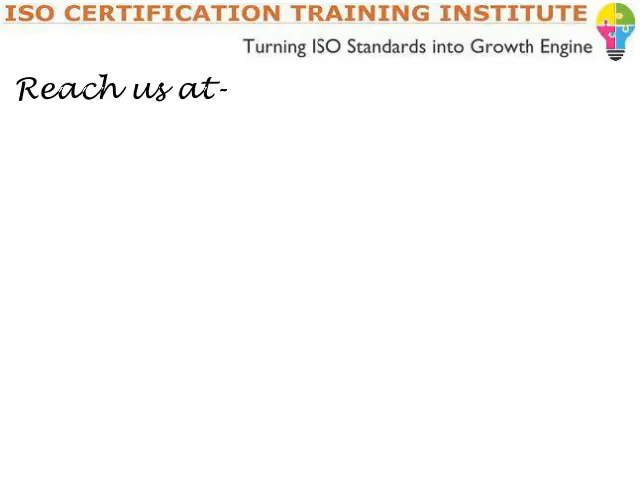 ISO CERTIFICATION TRAINING INSTITUTE
Turning ISO Standards into Growth Engine
Reach us at-